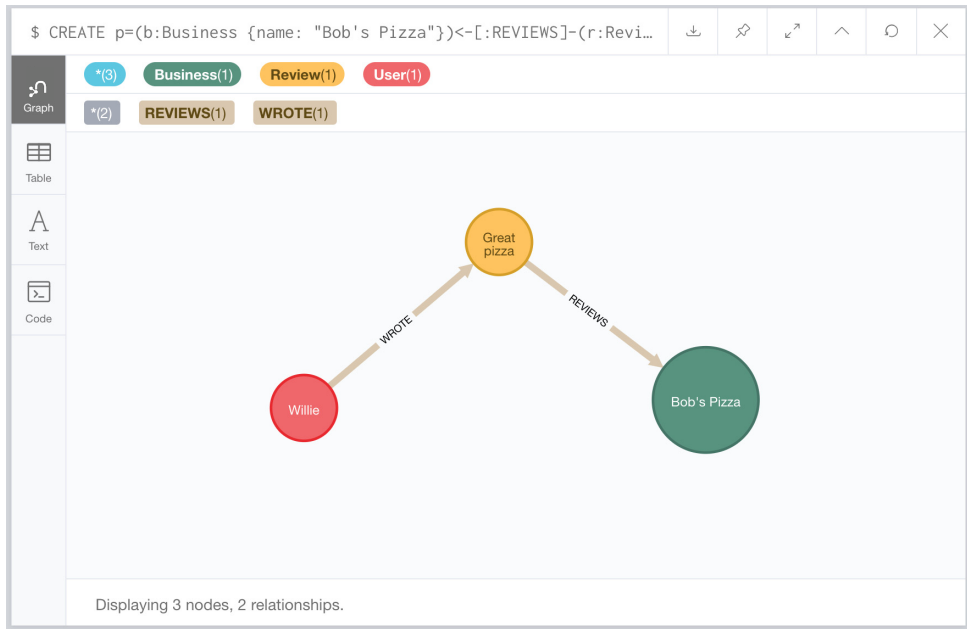 $ CREATE p=(b:Business {name: "Bob's Pizza"})<-[:REVIEWS]-(r:Revi…
*(3) Business(1) Review(1) User(1)
*(2) REVIEWS(1) WROTE(1)
Graph
Table
Text
Code
Great
pizza
WROTE
REVIEWS
Willie
Bob's Pizza
Displaying 3 nodes, 2 relationships.